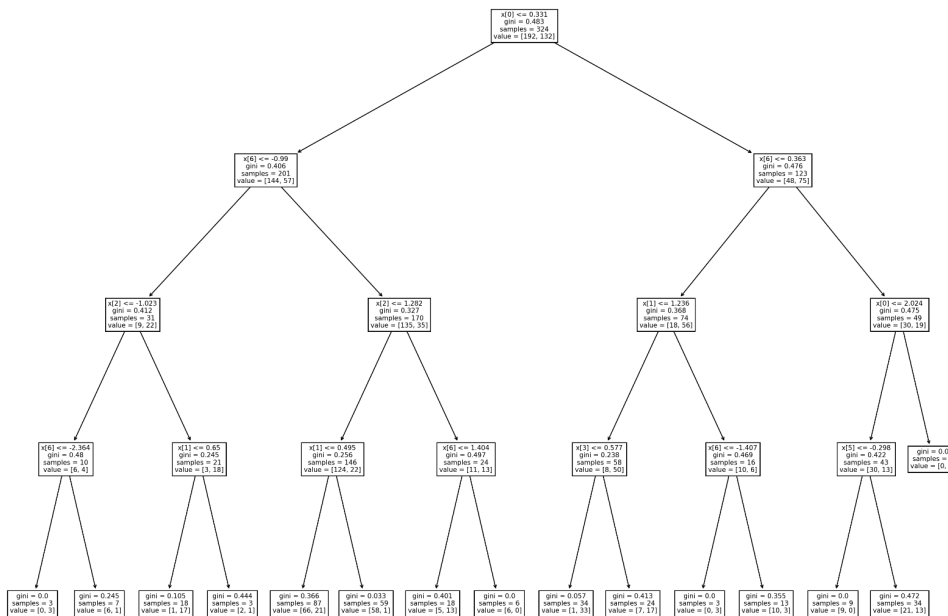 x[0] <= 0.331
gini = 0.483
samples = 324
value = [192, 132]
x[6] <= -0.99
gini = 0.406
samples = 201
value = [144, 57]
x[6] <= 0.363
gini = 0.476
samples = 123
value = [48, 75]
x[2] <= -1.023
gini = 0.412
samples = 31
value = [9, 22]
x[2] <= 1.282
gini = 0.327
samples = 170
value = [135, 35]
x[1] <= 1.236
gini = 0.368
samples = 74
value = [18, 56]
x[0] <= 2.024
gini = 0.475
samples = 49
value = [30, 19]
x[6] <= -2.364
gini = 0.48
samples = 10
value = [6, 4]
x[1] <= 0.65
gini = 0.245
samples = 21
value = [3, 18]
x[1] <= 0.395
gini = 0.256
samples = 146
value = [124, 22]
x[6] <= 1.404
gini = 0.497
samples = 24
value = [11, 13]
x[3] <= 0.577
gini = 0.238
samples = 58
value = [8, 50]
x[6] <= -1.407
gini = 0.469
samples = 16
value = [10, 6]
x[5] <= -0.298
gini = 0.422
samples = 43
value = [30, 13]
gini = 0.0
samples =
value = [0,
gini = 0.0
samples = 3
value = [0, 3]
gini = 0.245
samples = 7
value = [6, 1]
gini = 0.105
samples = 18
value = [1, 17]
gini = 0.444
samples = 3
value = [2, 1]
gini = 0.366
samples = 87
value = [66, 21]
gini = 0.033
samples = 59
value = [58, 1]
gini = 0.401
samples = 18
value = [5, 13]
gini = 0.0
samples = 6
value = [6, 0]
gini = 0.057
samples = 34
value = [1, 33]
gini = 0.413
samples = 24
value = [7, 17]
gini = 0.0
samples = 3
value = [0, 3]
gini = 0.355
samples = 13
value = [10, 3]
gini = 0.0
samples = 9
value = [9, 0]
gini = 0.472
samples = 34
value = [21, 13]